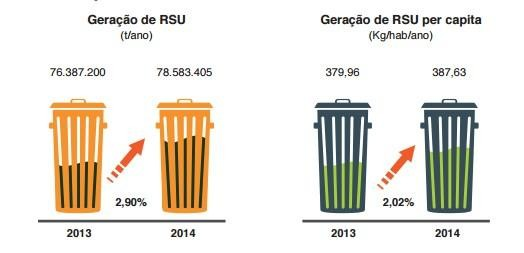 Geração de RSU
(t/ano)
76.387.200
78.583.405
2,90%
2013
2014
Geração de RSU per capita
(Kg/hab/ano)
379,96
387,63
2,02%
2013
2014